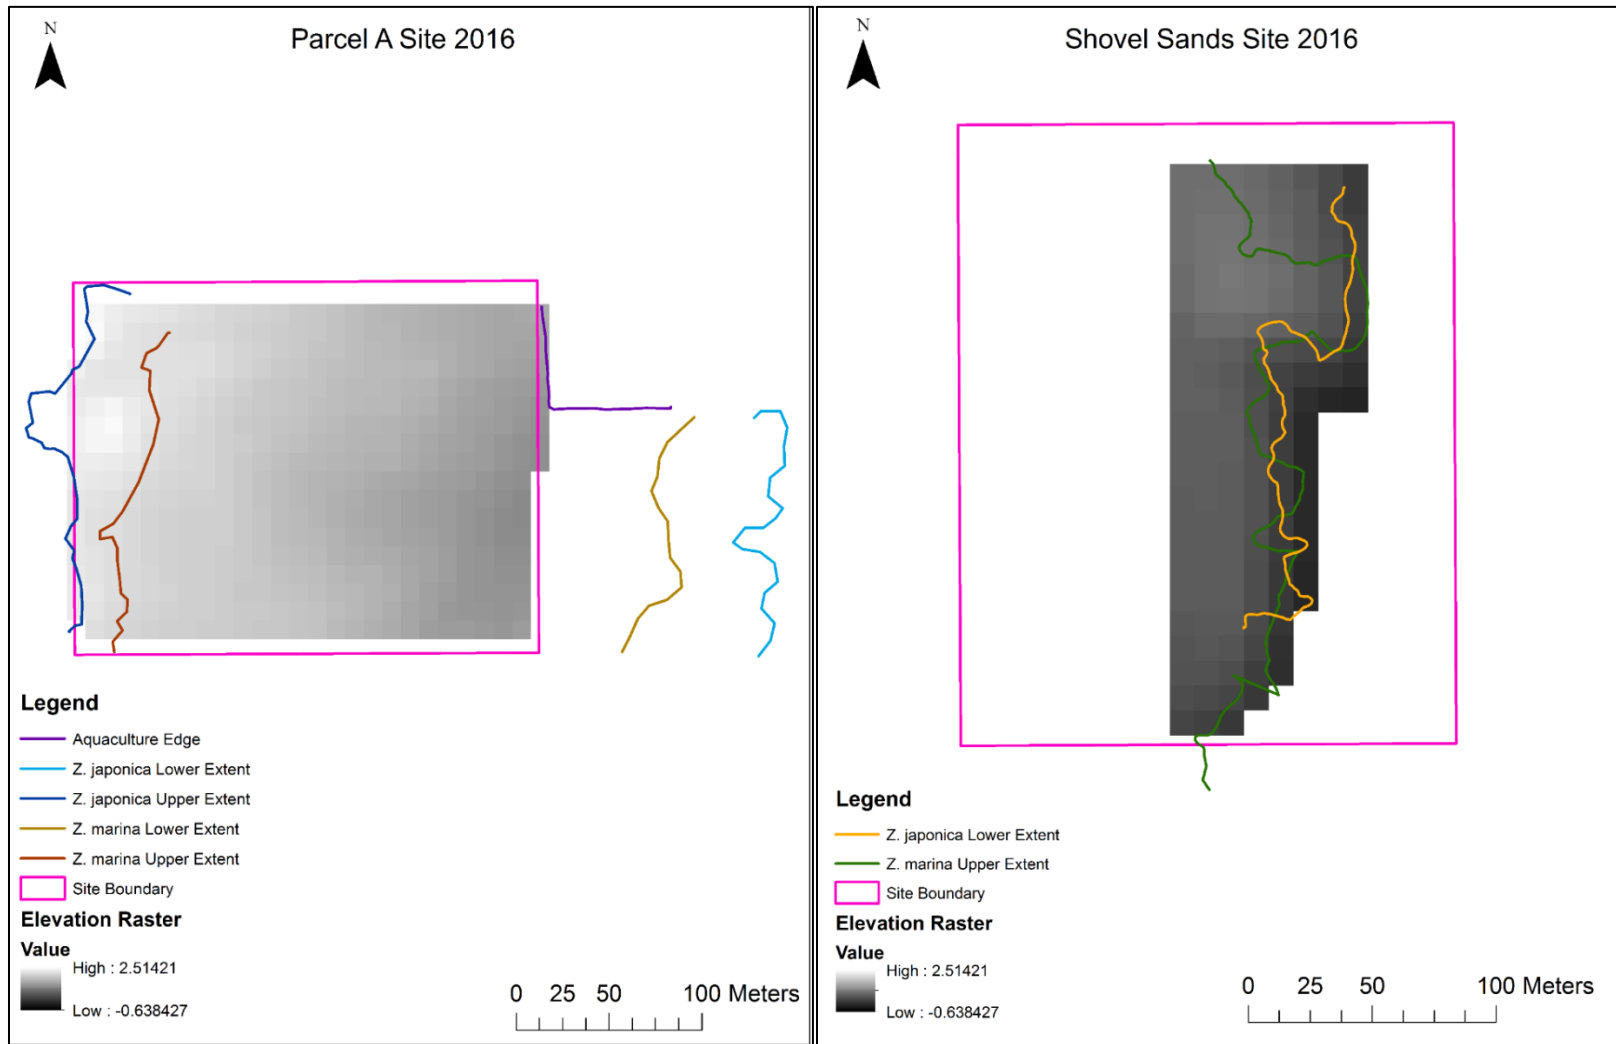 N
Parcel A Site 2016
Legend
Aquaculture Edge
Z. japonica Lower Extent
Z. japonica Upper Extent
Z. marina Lower Extent
Z. marina Upper Extent
Site Boundary
Elevation Raster
Value
High : 2.51421
Low : -0.638427
0 25 50 100 Meters
N
Shovel Sands Site 2016
Legend
Z. japonica Lower Extent
Z. marina Upper Extent
Site Boundary
Elevation Raster
Value
High : 2.51421
Low : -0.638427
0 25 50 100 Meters